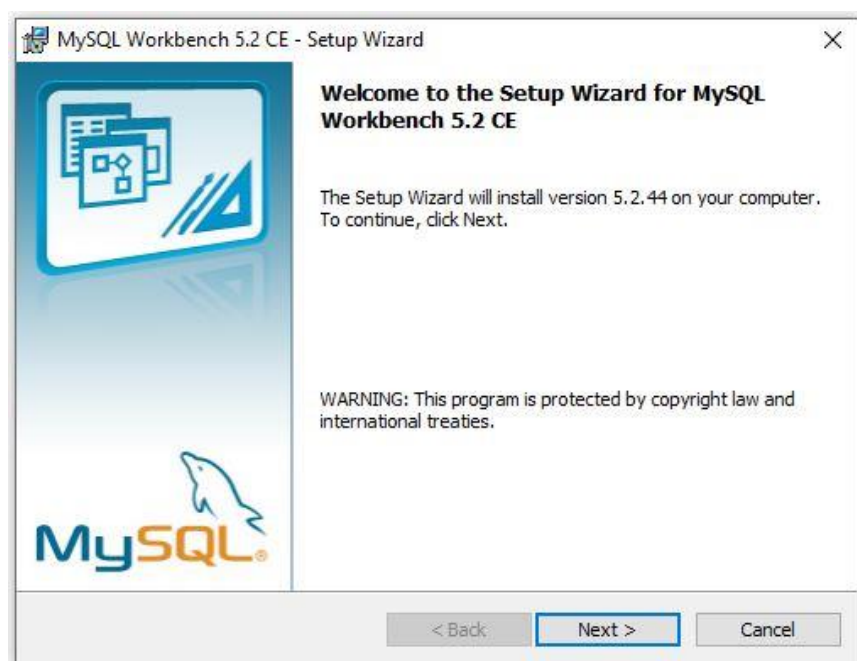 MySQL Workbench 5.2 CE - Setup Wizard
Welcome to the Setup Wizard for MySQL
Workbench 5.2 CE
The Setup Wizard will install version 5.2.44 on your computer.
To continue, click Next.
WARNING: This program is protected by copyright law and
international treaties.
MySQL®
< Back
Next >
Cancel